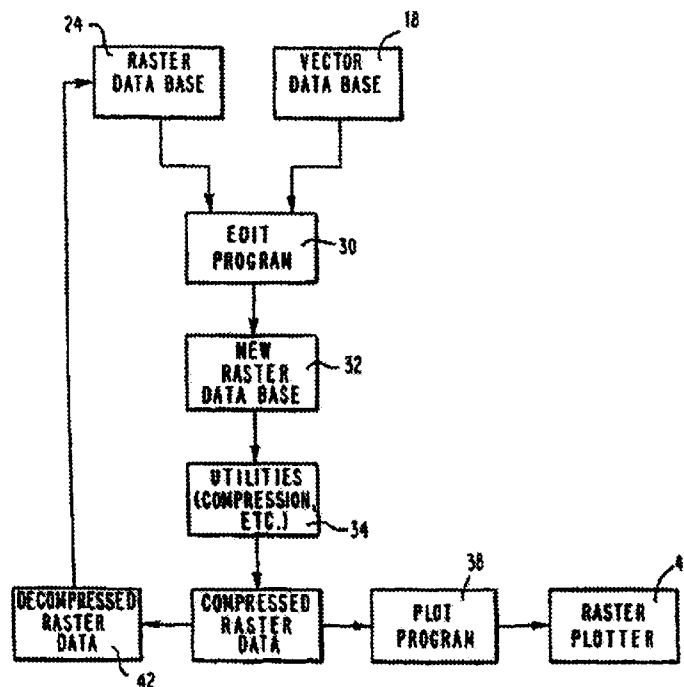 24
RASTER
DATA BASE
18
VECTOR
DATA BASE
EDIT
PROGRAM
30
NEW
RASTER
DATA BASE
32
UTILITIES
(COMPRESSION,
ETC.)
34
DECOMPRESSED
RASTER
DATA
42
COMPRESSED
RASTER
DATA
38
PLOT
PROGRAM
RASTER
PLOTTER